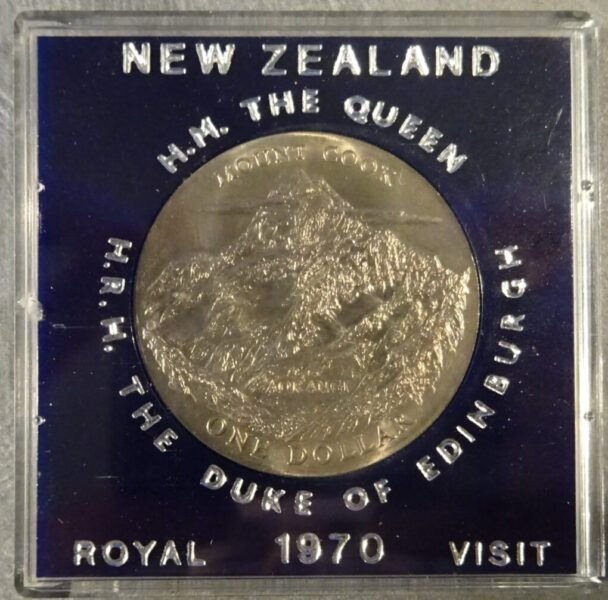 NEW ZEALAND
H.M. THE QUEEN
H.R.H. THE DUKE OF EDINBURGH
MOUNT COOK
AORANGI
ONE DOLLAR
ROYAL 1970 VISIT